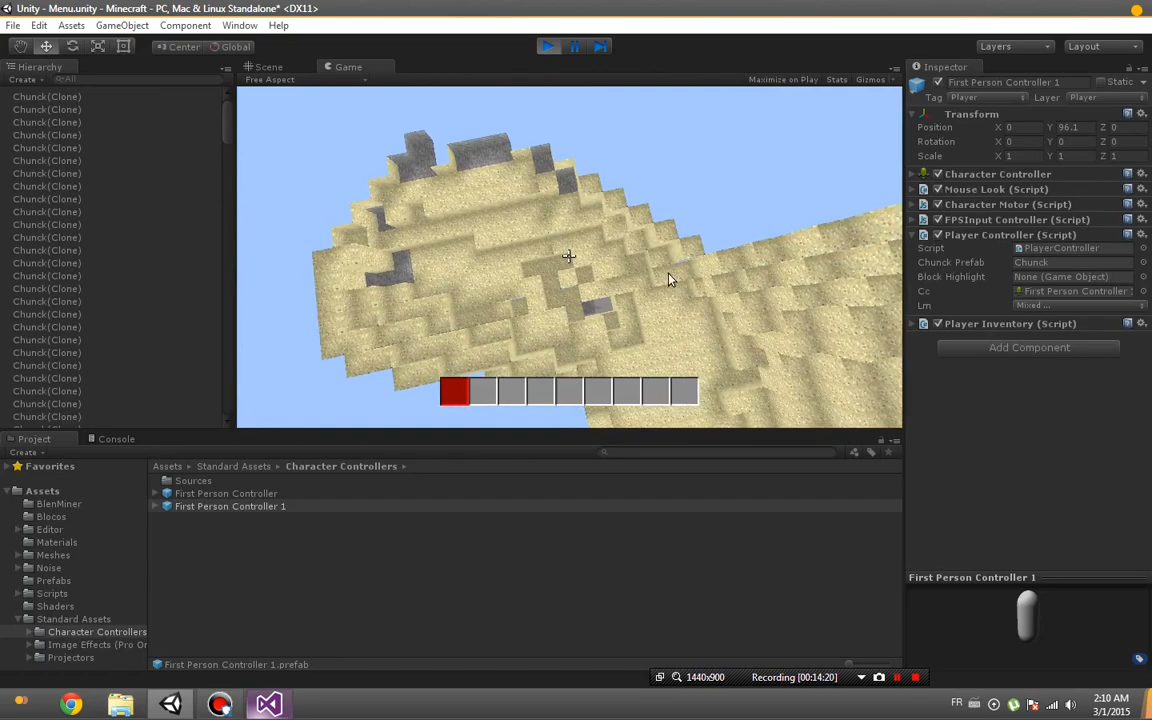 Unity - Menu.unity - Minecraft - PC, Mac & Linux Standalone* <DX11>
File Edit Assets GameObject Component Window Help
Center Global Layers Layout
Hierarchy Scene Game Inspector
Create All Free Aspect Maximize on Play Stats Gizmos First Person Controller 1 Static
Chunck(Clone) Tag Player Layer Player
Chunck(Clone) Transform
Chunck(Clone) Position X 0 Y 96.1 Z 0
Chunck(Clone) Rotation X 0 Y 0 Z 0
Chunck(Clone) Scale X 1 Y 1 Z 1
Chunck(Clone)
Chunck(Clone) Character Controller
Chunck(Clone) Mouse Look (Script)
Chunck(Clone) Character Motor (Script)
Chunck(Clone) FPSInput Controller (Script)
Chunck(Clone) Player Controller (Script)
Chunck(Clone) Script PlayerController
Chunck(Clone) Chunck Prefab Chunck
Chunck(Clone) Block Highlight None (Game Object)
Chunck(Clone) Cc First Person Controller
Chunck(Clone) Lm Mixed ...
Chunck(Clone) Player Inventory (Script)
Chunck(Clone) Add Component
Chunck(Clone)
Chunck(Clone)
Chunck(Clone)
Chunck(Clone)
Chunck(Clone)
Chunck(Clone)
Chunck(Clone)
Chunck(Clone)
Project Console
Create
Favorites Assets Standard Assets Character Controllers
Sources
Assets First Person Controller
BlenMiner First Person Controller 1
Blocos
Editor
Materials
Meshes
Noise
Prefabs First Person Controller 1
Scripts
Shaders
Standard Assets
Character Controllers
Image Effects (Pro Or
Projectors First Person Controller 1.prefab
1440x900 Recording [00:14:20]
FR 2:10 AM
3/1/2015